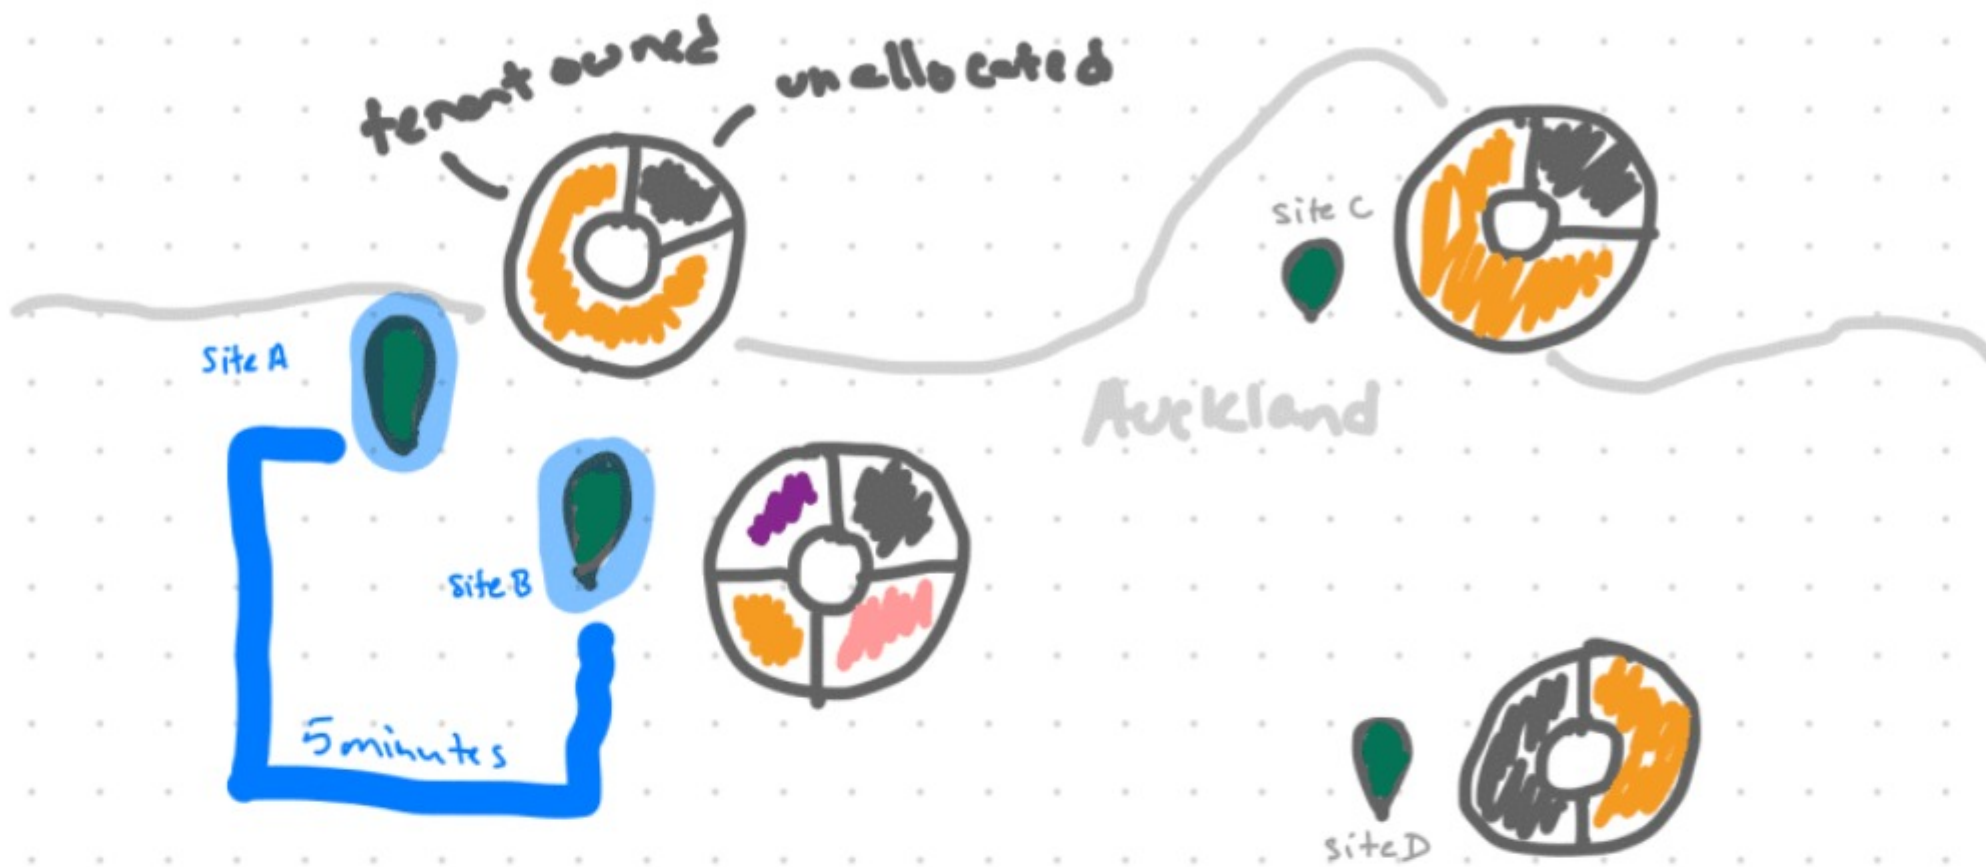 tenant owned
unallocated
site C
Site A
Auckland
Site B
5 minutes
site D